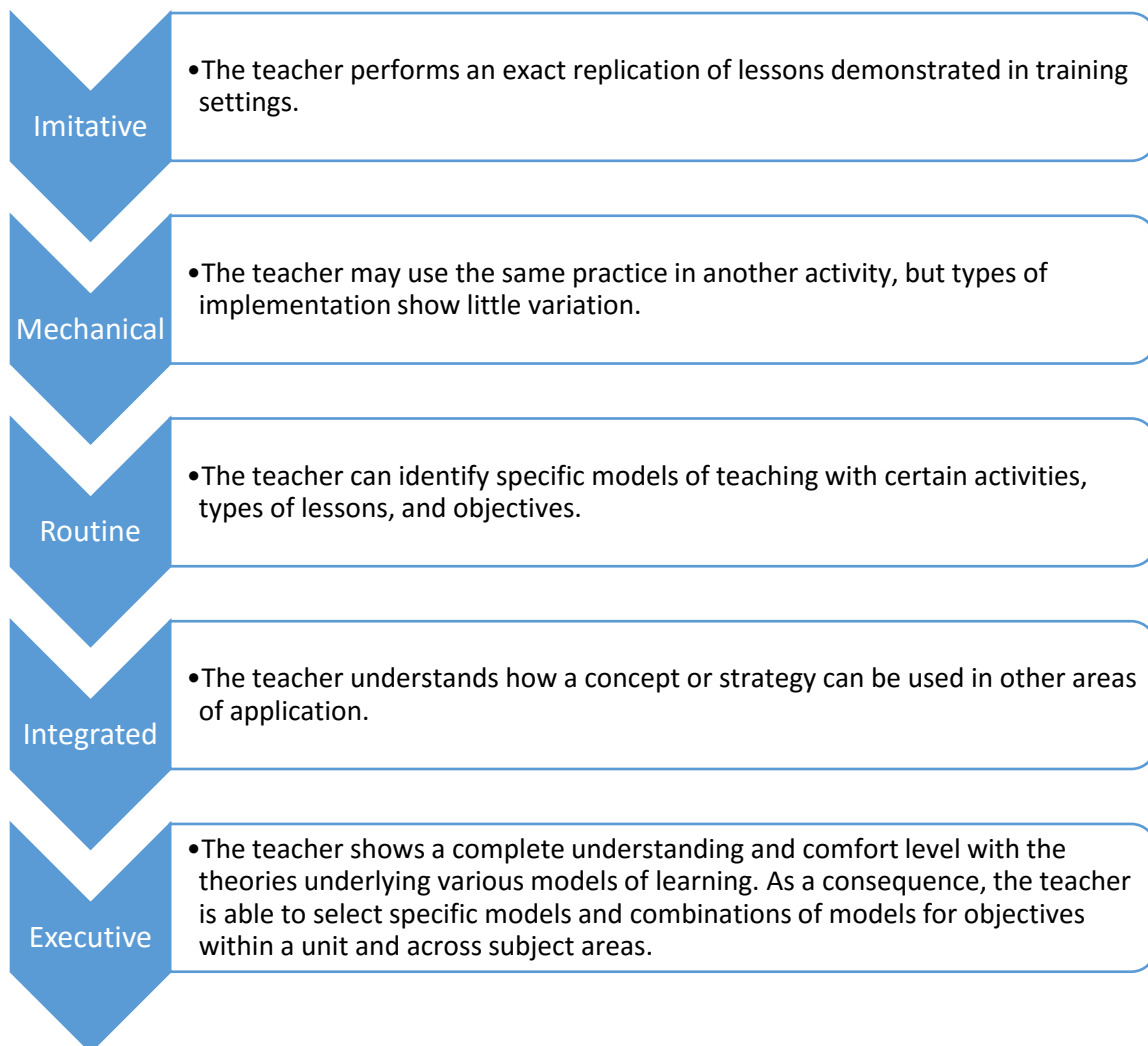 Imitative
•The teacher performs an exact replication of lessons demonstrated in training
settings.
Mechanical
•The teacher may use the same practice in another activity, but types of
implementation show little variation.
Routine
•The teacher can identify specific models of teaching with certain activities,
types of lessons, and objectives.
Integrated
•The teacher understands how a concept or strategy can be used in other areas
of application.
Executive
•The teacher shows a complete understanding and comfort level with the
theories underlying various models of learning. As a consequence, the teacher
is able to select specific models and combinations of models for objectives
within a unit and across subject areas.